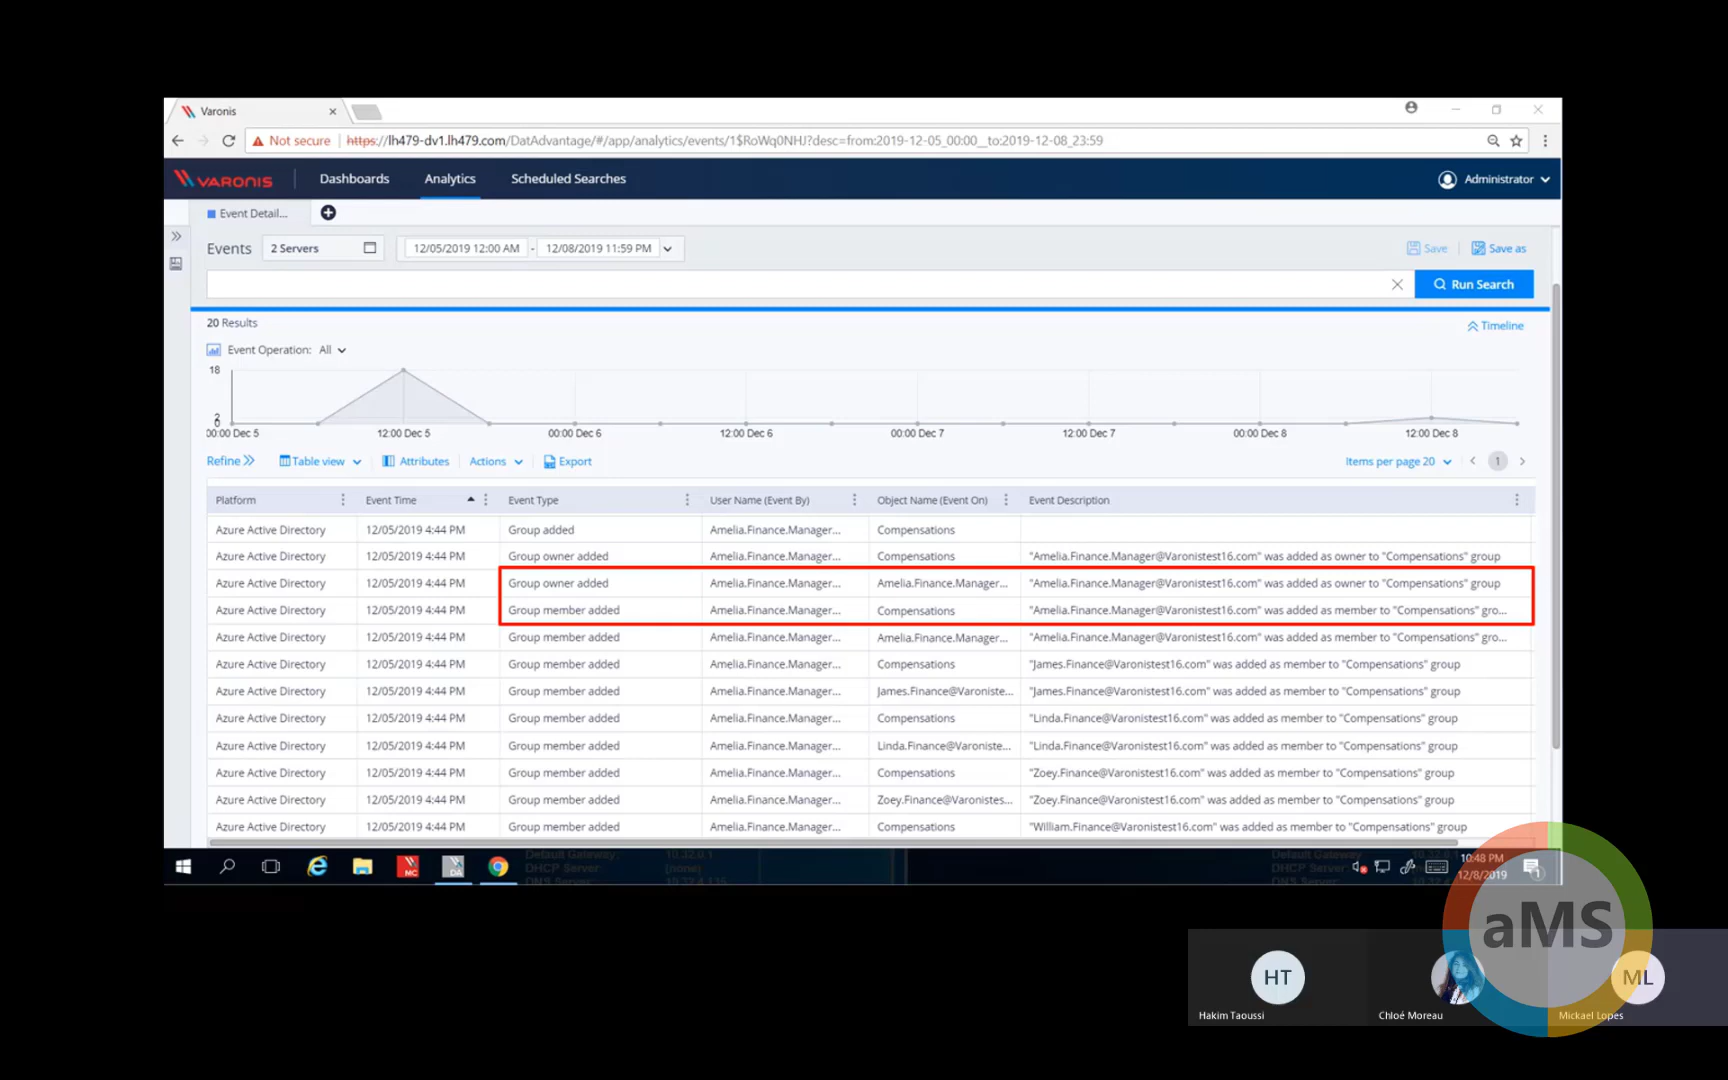 Varonis
Not secure https://lh479-dv1.lh479.com/DatAdvantage/#/app/analytics/events/1$RoWq0NHJ?desc=from:2019-12-05_00:00__to:2019-12-08_23:59
VARONIS Dashboards Analytics Scheduled Searches Administrator
Event Detail...
Events 2 Servers 12/05/2019 12:00 AM - 12/08/2019 11:59 PM Save Save as
Run Search
20 Results Timeline
Event Operation: All
18
2
0
00:00 Dec 5 12:00 Dec 5 00:00 Dec 6 12:00 Dec 6 00:00 Dec 7 12:00 Dec 7 00:00 Dec 8 12:00 Dec 8
Refine Table view Attributes Actions Export Items per page 20 1
Platform Event Time Event Type User Name (Event By) Object Name (Event On) Event Description
Azure Active Directory 12/05/2019 4:44 PM Group added Amelia.Finance.Manager... Compensations
Azure Active Directory 12/05/2019 4:44 PM Group owner added Amelia.Finance.Manager... Compensations "Amelia.Finance.Manager@Varonistest16.com" was added as owner to "Compensations" group
Azure Active Directory 12/05/2019 4:44 PM Group owner added Amelia.Finance.Manager... Amelia.Finance.Manager... "Amelia.Finance.Manager@Varonistest16.com" was added as owner to "Compensations" group
Azure Active Directory 12/05/2019 4:44 PM Group member added Amelia.Finance.Manager... Compensations "Amelia.Finance.Manager@Varonistest16.com" was added as member to "Compensations" gro...
Azure Active Directory 12/05/2019 4:44 PM Group member added Amelia.Finance.Manager... Amelia.Finance.Manager... "Amelia.Finance.Manager@Varonistest16.com" was added as member to "Compensations" gro...
Azure Active Directory 12/05/2019 4:44 PM Group member added Amelia.Finance.Manager... Compensations "James.Finance@Varonistest16.com" was added as member to "Compensations" group
Azure Active Directory 12/05/2019 4:44 PM Group member added Amelia.Finance.Manager... James.Finance@Varoniste... "James.Finance@Varonistest16.com" was added as member to "Compensations" group
Azure Active Directory 12/05/2019 4:44 PM Group member added Amelia.Finance.Manager... Compensations "Linda.Finance@Varonistest16.com" was added as member to "Compensations" group
Azure Active Directory 12/05/2019 4:44 PM Group member added Amelia.Finance.Manager... Linda.Finance@Varoniste... "Linda.Finance@Varonistest16.com" was added as member to "Compensations" group
Azure Active Directory 12/05/2019 4:44 PM Group member added Amelia.Finance.Manager... Compensations "Zoey.Finance@Varonistest16.com" was added as member to "Compensations" group
Azure Active Directory 12/05/2019 4:44 PM Group member added Amelia.Finance.Manager... Zoey.Finance@Varonistes... "Zoey.Finance@Varonistest16.com" was added as member to "Compensations" group
Azure Active Directory 12/05/2019 4:44 PM Group member added Amelia.Finance.Manager... Compensations "William.Finance@Varonistest16.com" was added as member to "Compensations" group
MC DA Default Gateway: 10.32.0.1 Default Gateway: 10:48 PM
DHCP Server: (none) DHCP Server: 12/8/2019 1
aMS
HT ML
Hakim Taoussi Chloé Moreau Mickael Lopes